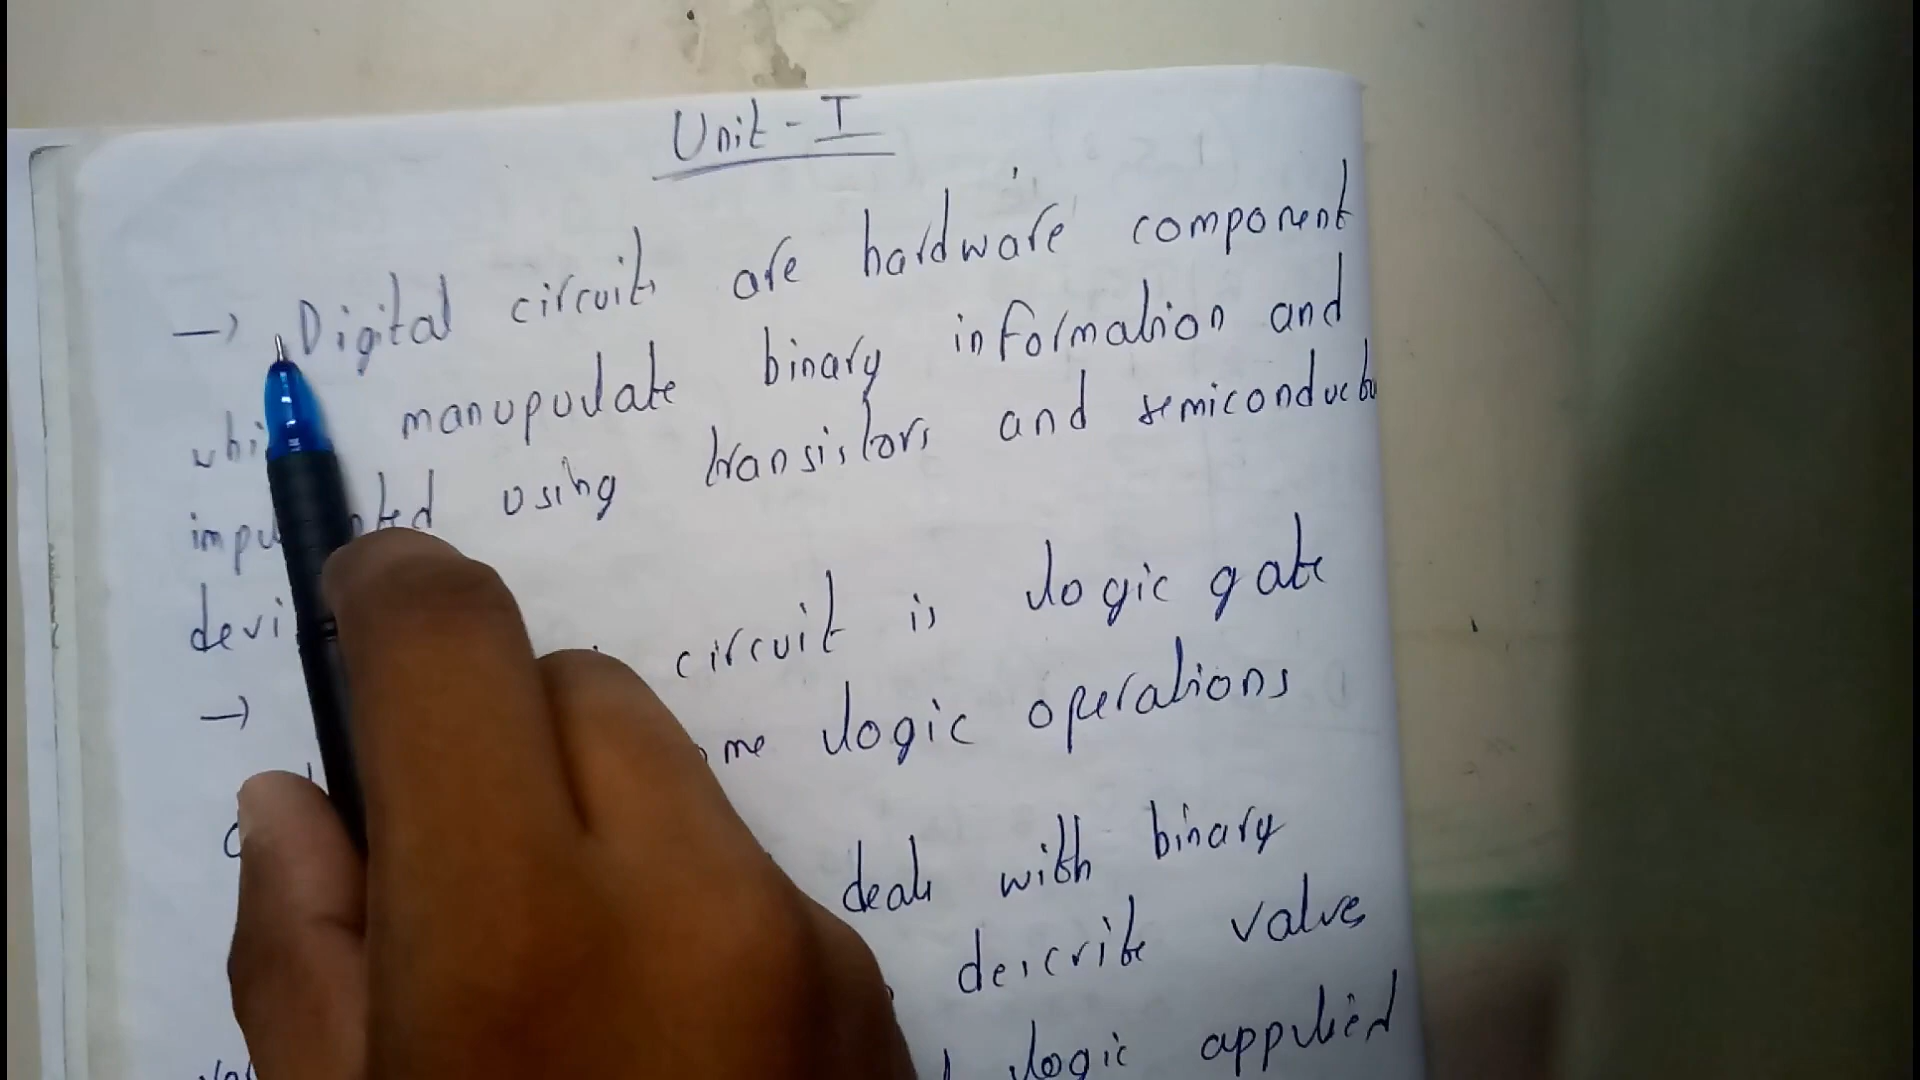 Unit - I
→ Digital circuits are hardware component
manupulate binary information and
using transistors and semiconductor
circuit is logic gate
→ logic operations
deals with binary
describe value
logic applied